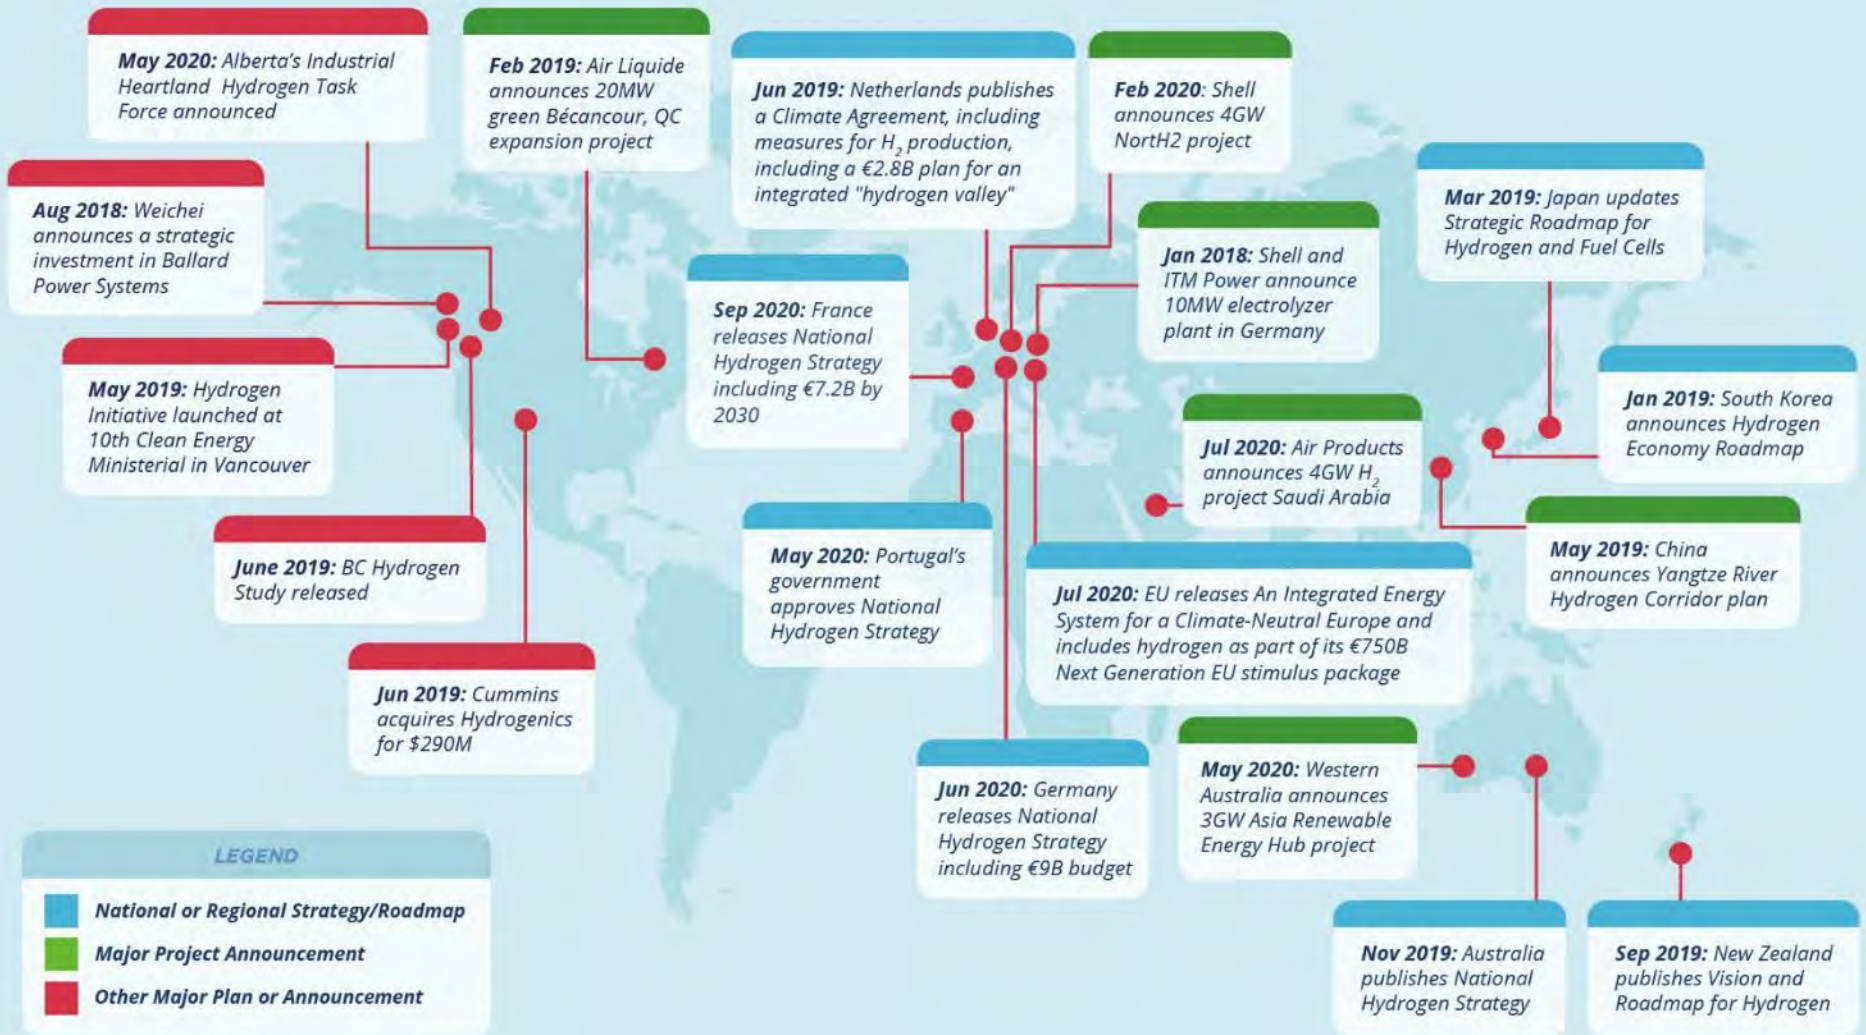 May 2020: Alberta's Industrial
Heartland Hydrogen Task
Force announced
Feb 2019: Air Liquide
announces 20MW
green Bécancour, QC
expansion project
Jun 2019: Netherlands publishes
a Climate Agreement, including
measures for H2 production,
including a €2.8B plan for an
integrated "hydrogen valley"
Feb 2020: Shell
announces 4GW
NortH2 project
Mar 2019: Japan updates
Strategic Roadmap for
Hydrogen and Fuel Cells
Aug 2018: Weichei
announces a strategic
investment in Ballard
Power Systems
Jan 2018: Shell and
ITM Power announce
10MW electrolyzer
plant in Germany
Sep 2020: France
releases National
Hydrogen Strategy
including €7.2B by
2030
May 2019: Hydrogen
Initiative launched at
10th Clean Energy
Ministerial in Vancouver
Jan 2019: South Korea
announces Hydrogen
Economy Roadmap
Jul 2020: Air Products
announces 4GW H2
project Saudi Arabia
June 2019: BC Hydrogen
Study released
May 2020: Portugal's
government
approves National
Hydrogen Strategy
Jul 2020: EU releases An Integrated Energy
System for a Climate-Neutral Europe and
includes hydrogen as part of its €750B
Next Generation EU stimulus package
May 2019: China
announces Yangtze River
Hydrogen Corridor plan
Jun 2019: Cummins
acquires Hydrogenics
for $290M
Jun 2020: Germany
releases National
Hydrogen Strategy
including €9B budget
May 2020: Western
Australia announces
3GW Asia Renewable
Energy Hub project
LEGEND
National or Regional Strategy/Roadmap
Major Project Announcement
Other Major Plan or Announcement
Nov 2019: Australia
publishes National
Hydrogen Strategy
Sep 2019: New Zealand
publishes Vision and
Roadmap for Hydrogen